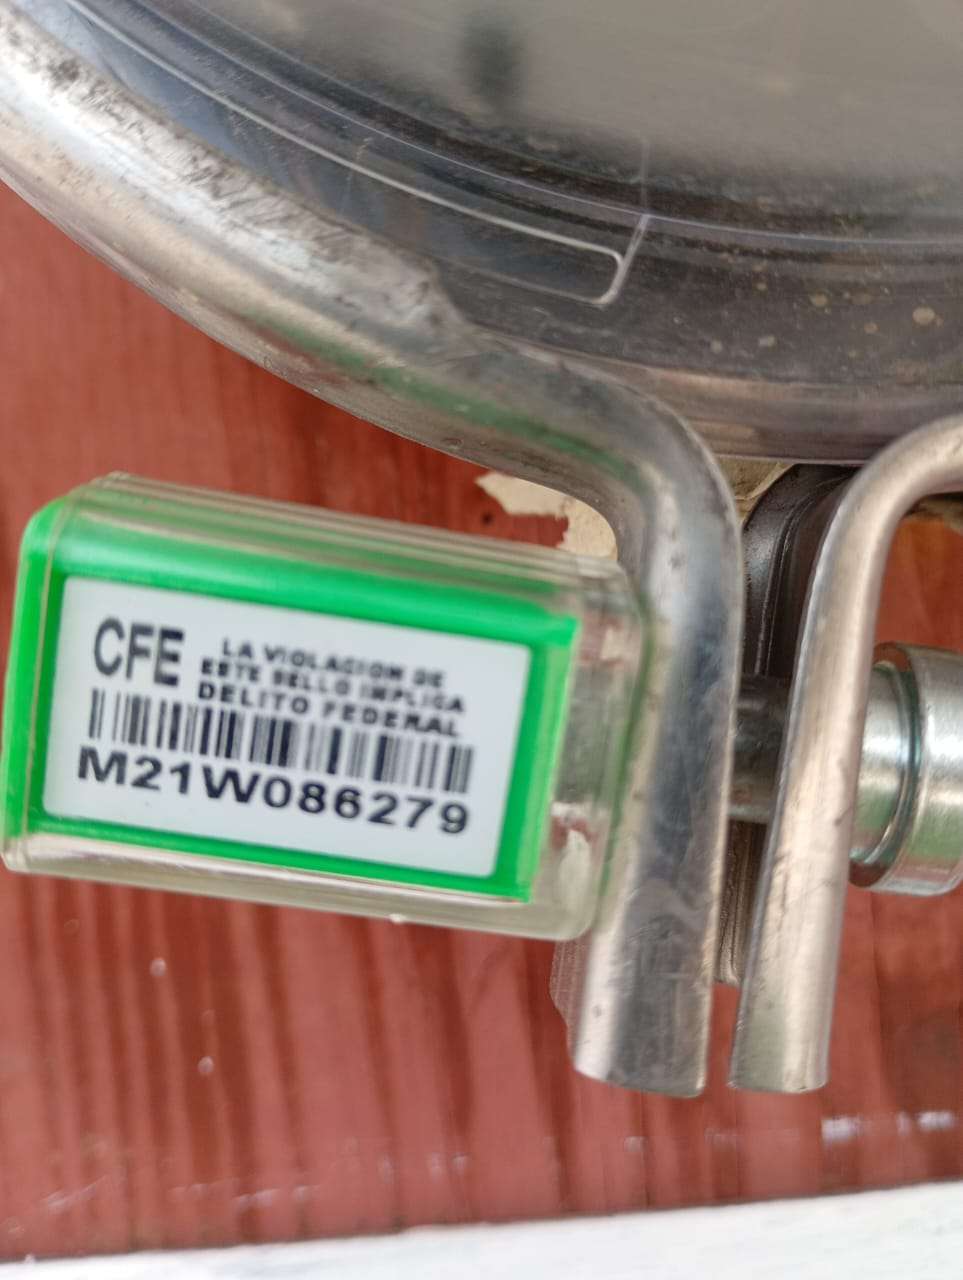 CFE
LA VIOLACION DE
ESTE SELLO IMPLICA
DELITO FEDERAL
M21W086279